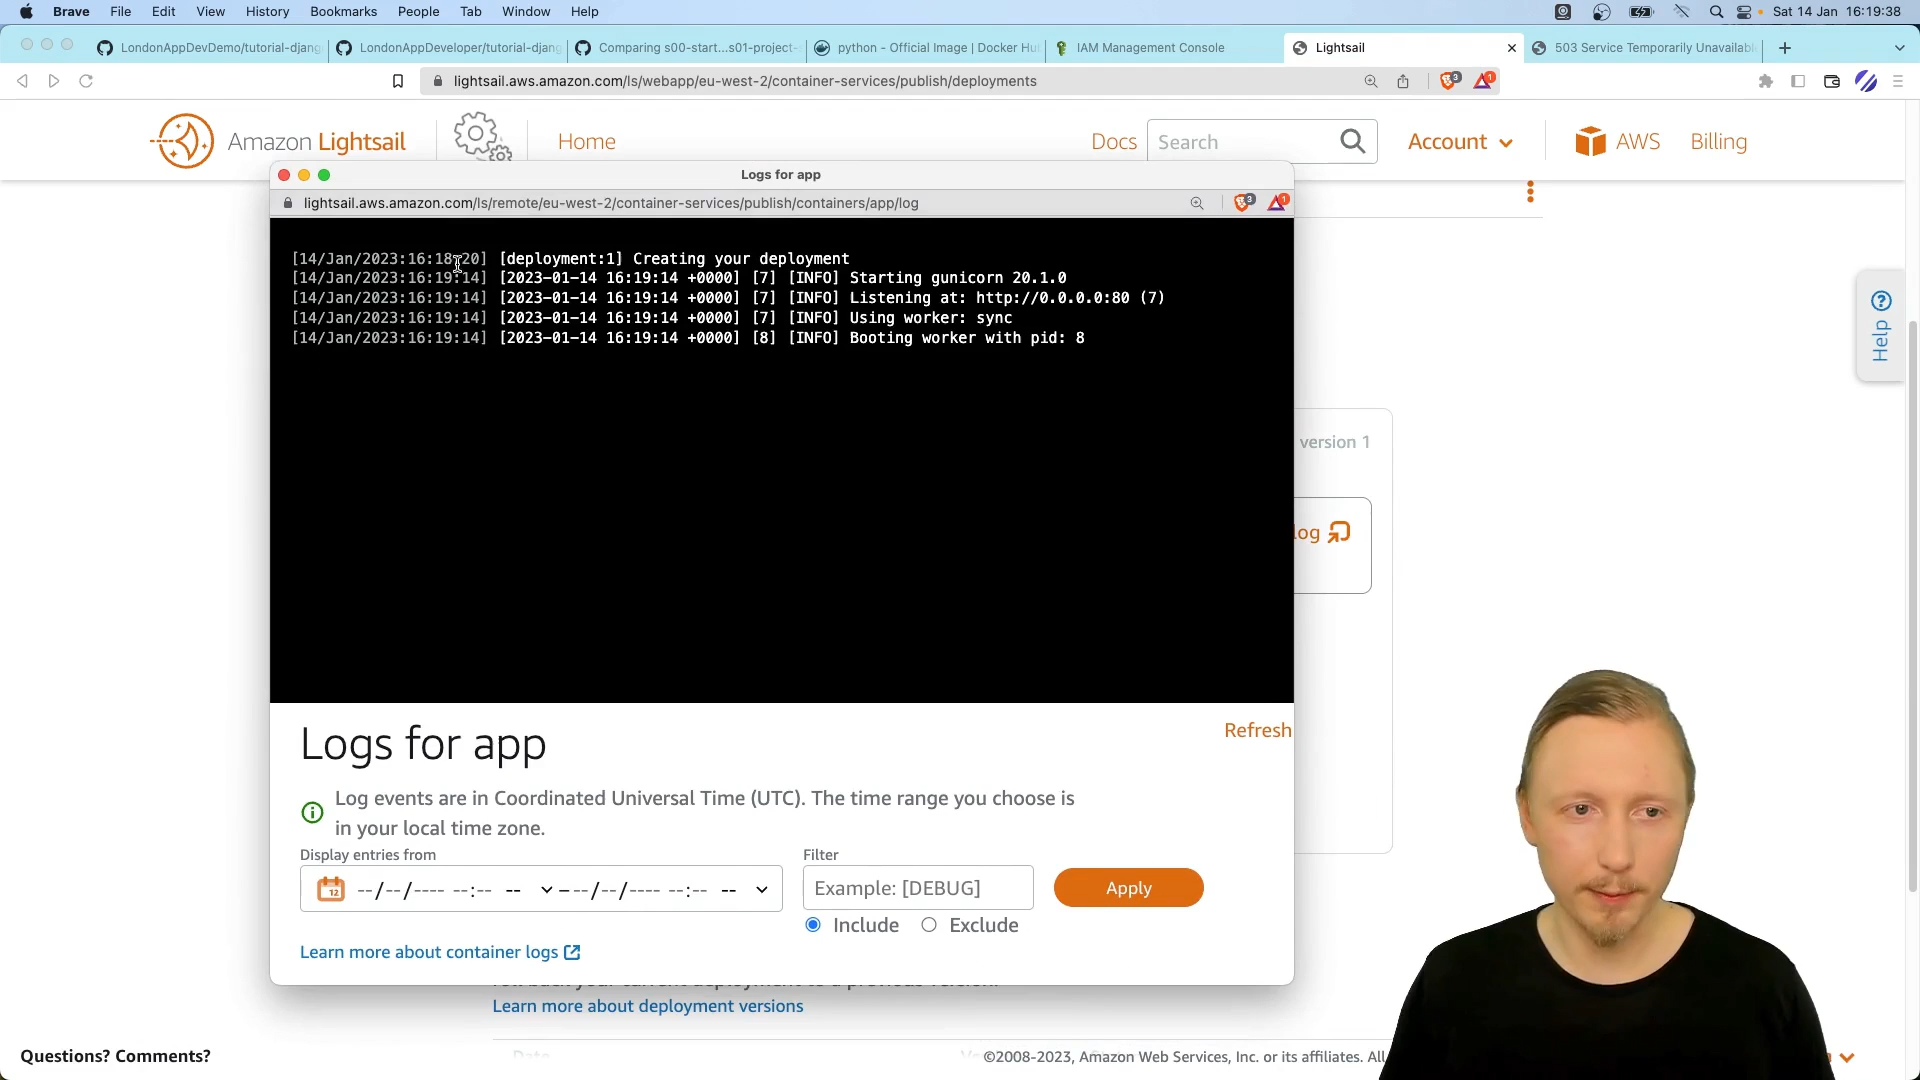 Brave File Edit View History Bookmarks People Tab Window Help Sat 14 Jan 16:19:38
LondonAppDevDemo/tutorial-djang LondonAppDeveloper/tutorial-djang Comparing s00-start...s01-project- python - Official Image | Docker Hu IAM Management Console Lightsail 503 Service Temporarily Unavailabl
lightsail.aws.amazon.com/ls/webapp/eu-west-2/container-services/publish/deployments 3 1
Amazon Lightsail Home Docs Search Account AWS Billing
Logs for app
lightsail.aws.amazon.com/ls/remote/eu-west-2/container-services/publish/containers/app/log 3 1
[14/Jan/2023:16:18:20] [deployment:1] Creating your deployment
[14/Jan/2023:16:19:14] [2023-01-14 16:19:14 +0000] [7] [INFO] Starting gunicorn 20.1.0
[14/Jan/2023:16:19:14] [2023-01-14 16:19:14 +0000] [7] [INFO] Listening at: http://0.0.0.0:80 (7)
[14/Jan/2023:16:19:14] [2023-01-14 16:19:14 +0000] [7] [INFO] Using worker: sync
[14/Jan/2023:16:19:14] [2023-01-14 16:19:14 +0000] [8] [INFO] Booting worker with pid: 8
Help
version 1
log
Logs for app Refresh
Log events are in Coordinated Universal Time (UTC). The time range you choose is
in your local time zone.
Display entries from Filter
12 --/--/---- --:-- -- – --/--/---- --:-- -- Example: [DEBUG] Apply
Include Exclude
Learn more about container logs
Learn more about deployment versions
Date
Questions? Comments? ©2008-2023, Amazon Web Services, Inc. or its affiliates. All